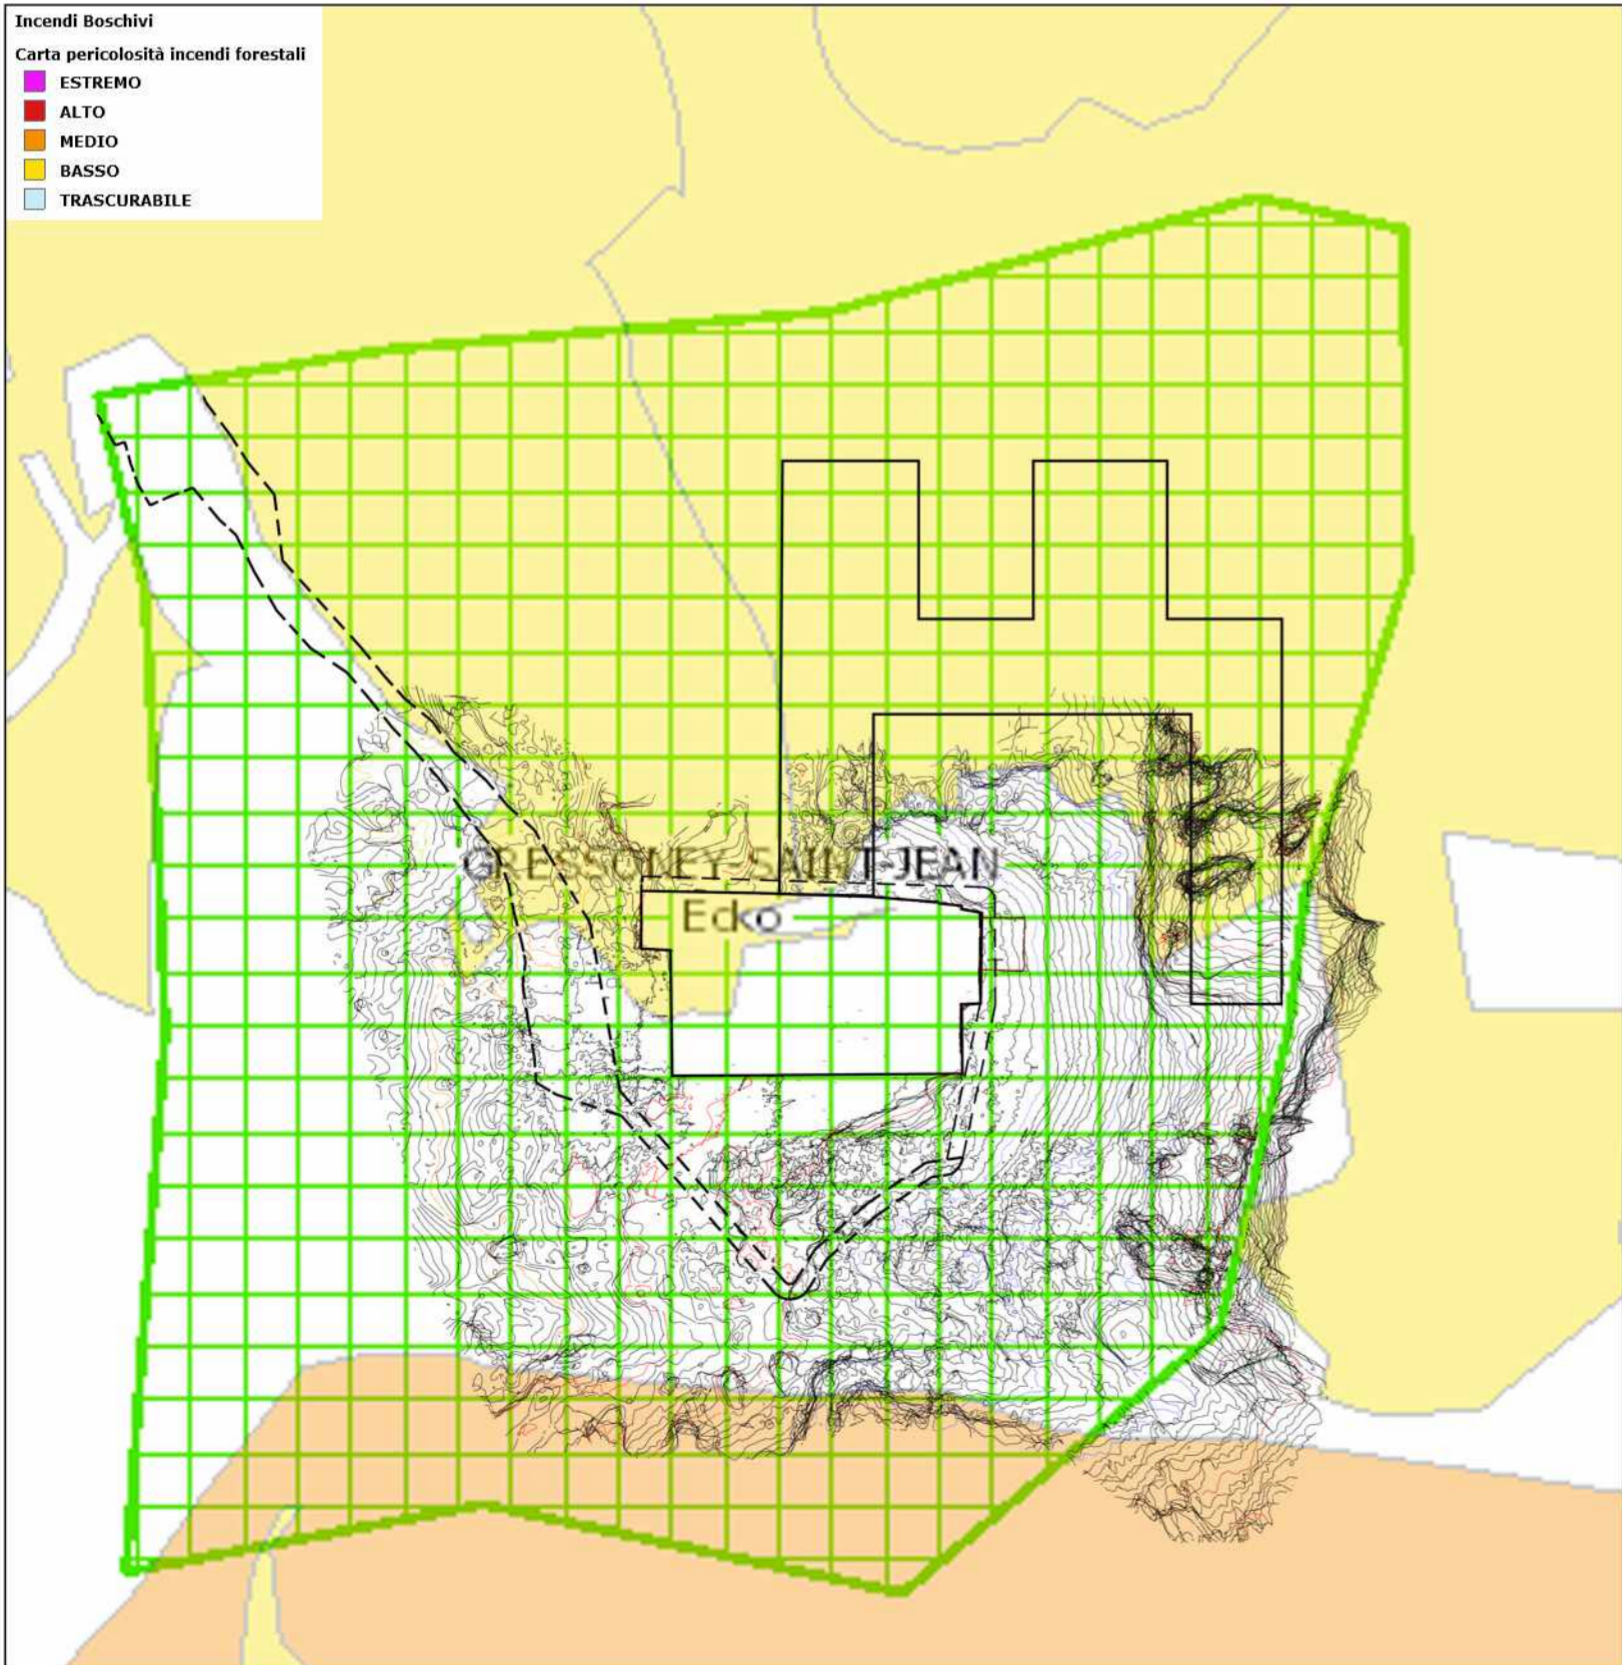 Incendi Boschivi
Carta pericolosità incendi forestali
ESTREMO
ALTO
MEDIO
BASSO
TRASCURABILE
GRESSONEY-SAINT-JEAN
Ecko